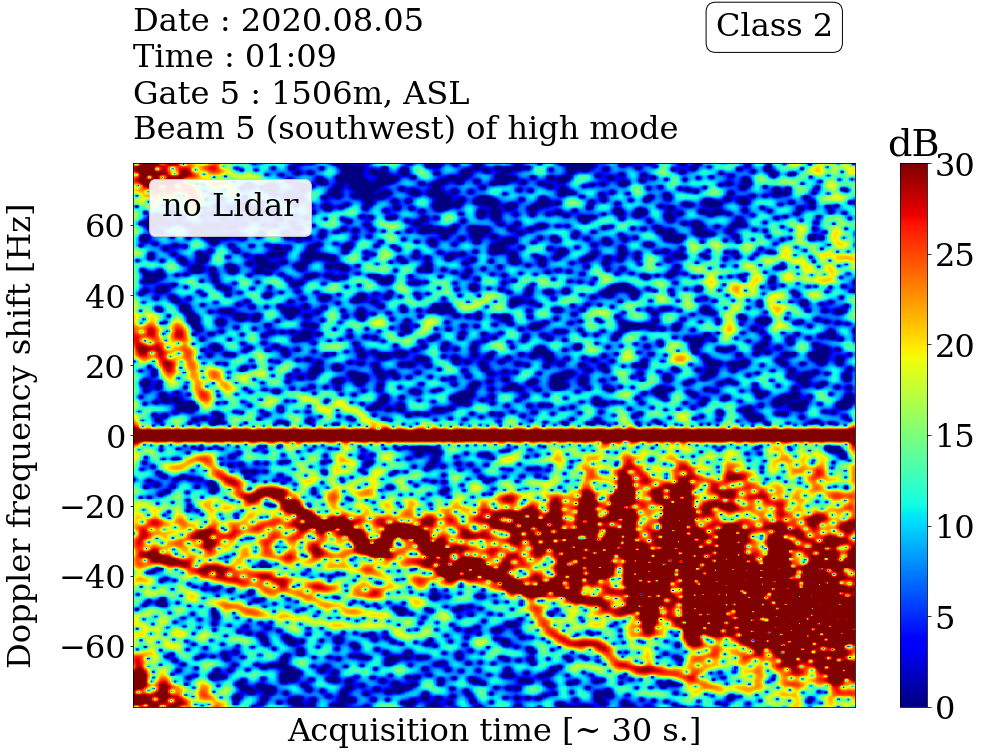 Date : 2020.08.05
Class 2
Time : 01:09
Gate 5 : 1506m, ASL
Beam 5 (southwest) of high mode
dB
no Lidar
Doppler frequency shift [Hz]
60
40
20
0
−20
−40
−60
30
25
20
15
10
5
0
Acquisition time [~ 30 s.]